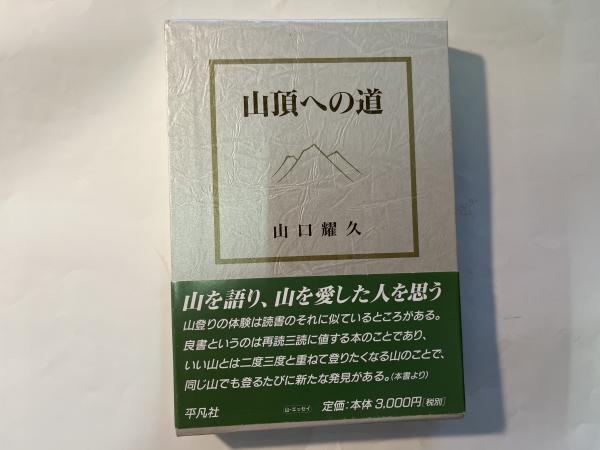 山頂への道
山口耀久
山を語り、山を愛した人を思う
山登りの体験は読書のそれに似ているところがある。
良書というのは再読三読に値する本のことであり、
いい山とは二度三度と重ねて登りたくなる山のことで、
同じ山でも登るたびに新たな発見がある。(本書より)
平凡社 山・エッセイ 定価:本体3,000円[税別]